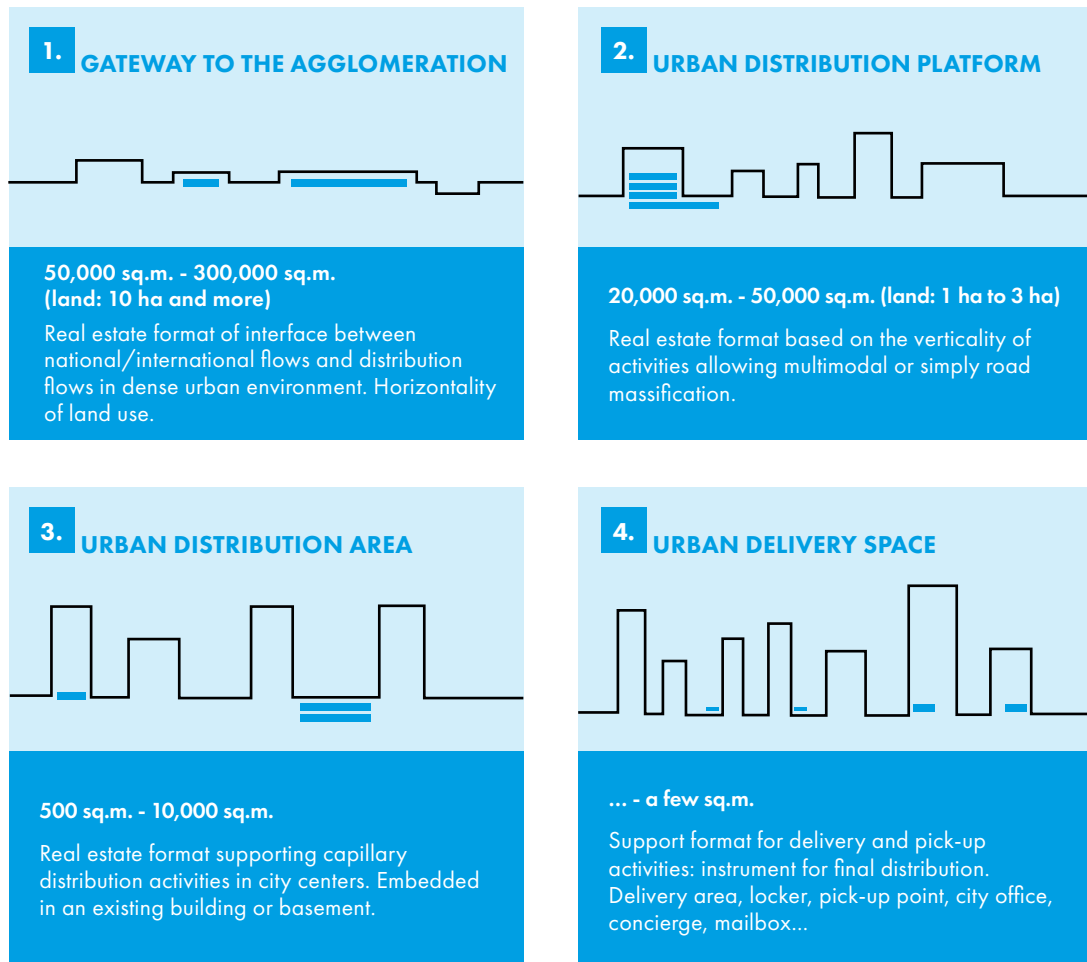 1. GATEWAY TO THE AGGLOMERATION
50,000 sq.m. - 300,000 sq.m.
(land: 10 ha and more)
Real estate format of interface between
national/international flows and distribution
flows in dense urban environment. Horizontality
of land use.
2. URBAN DISTRIBUTION PLATFORM
20,000 sq.m. - 50,000 sq.m. (land: 1 ha to 3 ha)
Real estate format based on the verticality of
activities allowing multimodal or simply road
massification.
3. URBAN DISTRIBUTION AREA
500 sq.m. - 10,000 sq.m.
Real estate format supporting capillary
distribution activities in city centers. Embedded
in an existing building or basement.
4. URBAN DELIVERY SPACE
... - a few sq.m.
Support format for delivery and pick-up
activities: instrument for final distribution.
Delivery area, locker, pick-up point, city office,
concierge, mailbox...